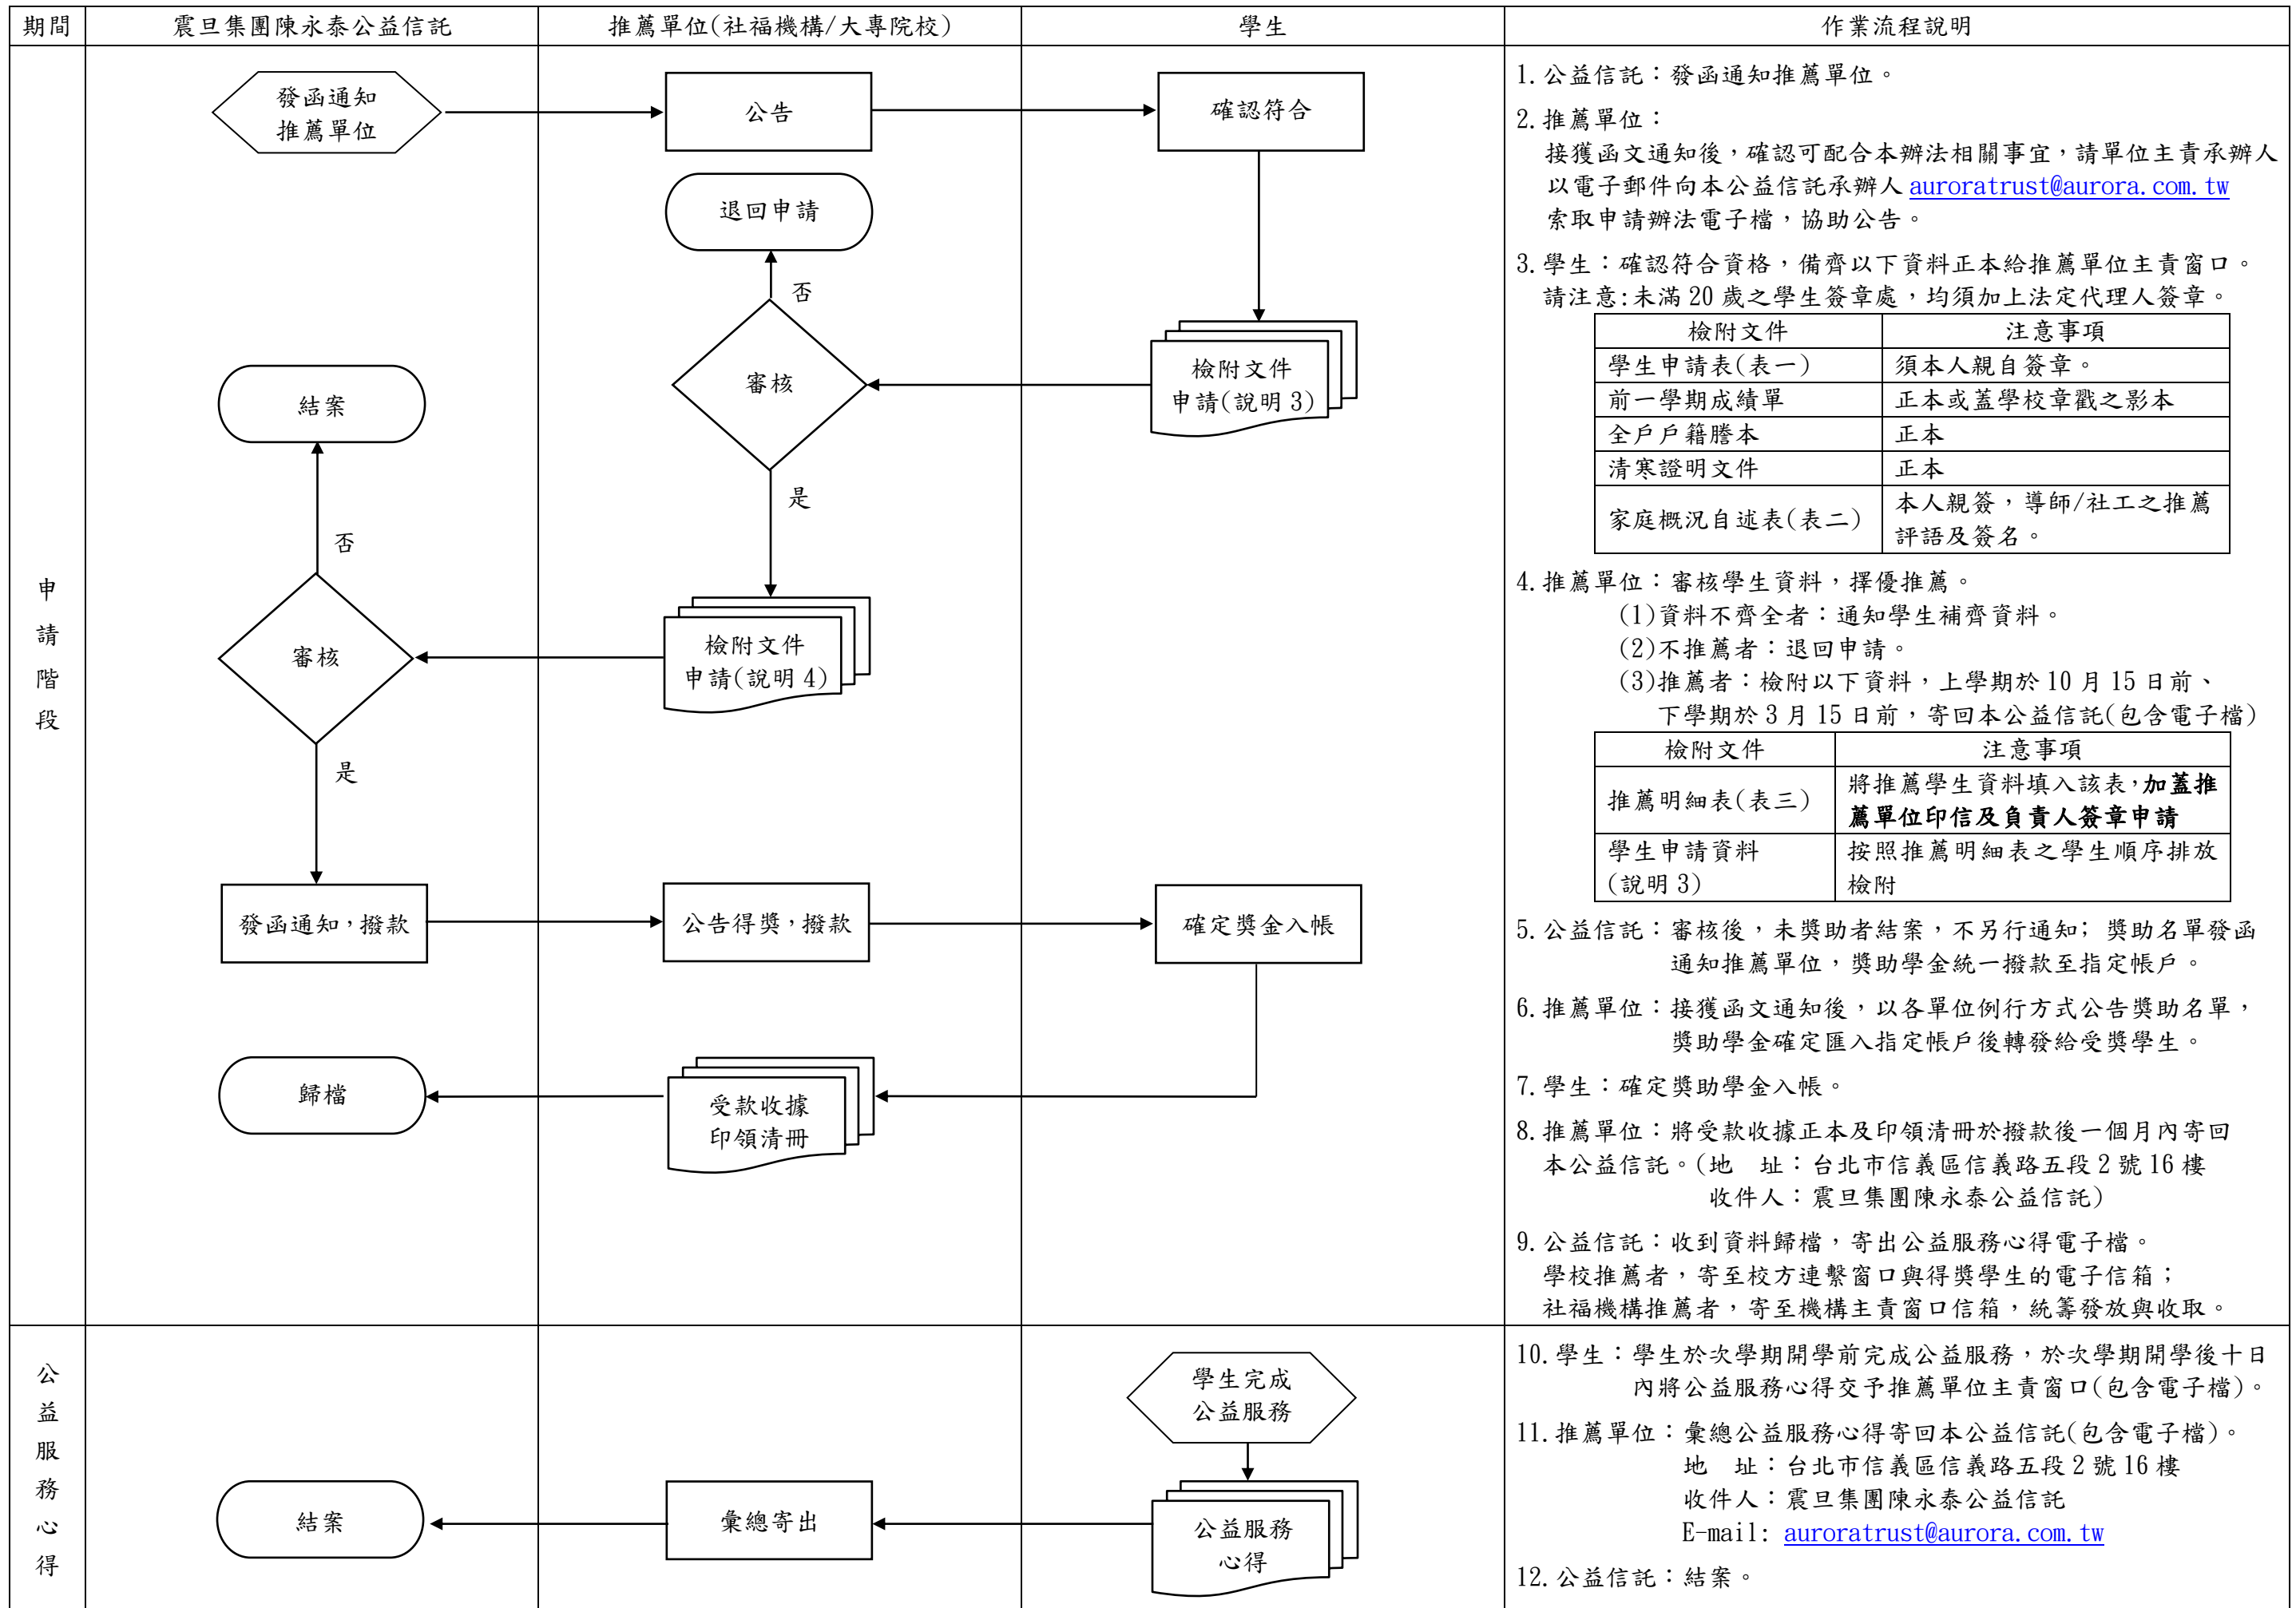 期間
震旦集團陳永泰公益信託
推薦單位(社福機構/大專院校)
學生
作業流程說明
申請階段
發函通知
推薦單位
公告
確認符合
退回申請
否
審核
檢附文件
申請(說明3)
是
結案
否
審核
檢附文件
申請(說明4)
是
發函通知,撥款
公告得獎,撥款
確定獎金入帳
歸檔
受款收據
印領清冊
1.公益信託：發函通知推薦單位。
2.推薦單位：
接獲函文通知後，確認可配合本辦法相關事宜，請單位主責承辦人
以電子郵件向本公益信託承辦人 auroratrust@aurora.com.tw
索取申請辦法電子檔，協助公告。
3.學生：確認符合資格，備齊以下資料正本給推薦單位主責窗口。
請注意:未滿20歲之學生簽章處，均須加上法定代理人簽章。
檢附文件 注意事項
學生申請表(表一) 須本人親自簽章。
前一學期成績單 正本或蓋學校章戳之影本
全戶戶籍謄本 正本
清寒證明文件 正本
家庭概況自述表(表二) 本人親簽，導師/社工之推薦
評語及簽名。
4.推薦單位：審核學生資料，擇優推薦。
(1)資料不齊全者：通知學生補齊資料。
(2)不推薦者：退回申請。
(3)推薦者：檢附以下資料，上學期於10月15日前、
下學期於3月15日前，寄回本公益信託(包含電子檔)
檢附文件 注意事項
推薦明細表(表三) 將推薦學生資料填入該表,加蓋推
薦單位印信及負責人簽章申請
學生申請資料 按照推薦明細表之學生順序排放
(說明3) 檢附
5.公益信託：審核後，未獎助者結案，不另行通知; 獎助名單發函
通知推薦單位，獎助學金統一撥款至指定帳戶。
6.推薦單位：接獲函文通知後，以各單位例行方式公告獎助名單，
獎助學金確定匯入指定帳戶後轉發給受獎學生。
7.學生：確定獎助學金入帳。
8.推薦單位：將受款收據正本及印領清冊於撥款後一個月內寄回
本公益信託。(地　址：台北市信義區信義路五段2號16樓
收件人：震旦集團陳永泰公益信託)
9.公益信託：收到資料歸檔，寄出公益服務心得電子檔。
學校推薦者，寄至校方連繫窗口與得獎學生的電子信箱；
社福機構推薦者，寄至機構主責窗口信箱，統籌發放與收取。
公益服務心得
學生完成
公益服務
結案
彙總寄出
公益服務
心得
10.學生：學生於次學期開學前完成公益服務，於次學期開學後十日
內將公益服務心得交予推薦單位主責窗口(包含電子檔)。
11.推薦單位：彙總公益服務心得寄回本公益信託(包含電子檔)。
地　址：台北市信義區信義路五段2號16樓
收件人：震旦集團陳永泰公益信託
E-mail: auroratrust@aurora.com.tw
12.公益信託：結案。